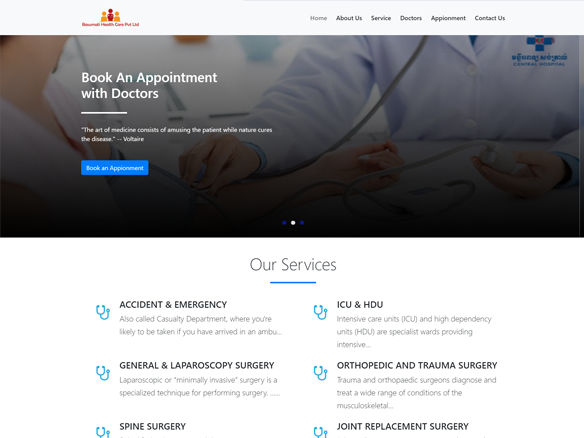 Basumati Health Care Pvt Ltd
Home About Us Service Doctors Appionment Contact Us
CENTRAL HOSPITAL
Book An Appointment
with Doctors
"The art of medicine consists of amusing the patient while nature cures
the disease." -- Voltaire
Book an Appionment
Our Services
ACCIDENT & EMERGENCY
Also called Casualty Department, where you're
likely to be taken if you have arrived in an ambu...
ICU & HDU
Intensive care units (ICU) and high dependency
units (HDU) are specialist wards providing
intensive...
GENERAL & LAPAROSCOPY SURGERY
Laparoscopic or “minimally invasive” surgery is a
specialized technique for performing surgery. ......
ORTHOPEDIC AND TRAUMA SURGERY
Trauma and orthopaedic surgeons diagnose and
treat a wide range of conditions of the
musculoskeletal...
SPINE SURGERY
JOINT REPLACEMENT SURGERY